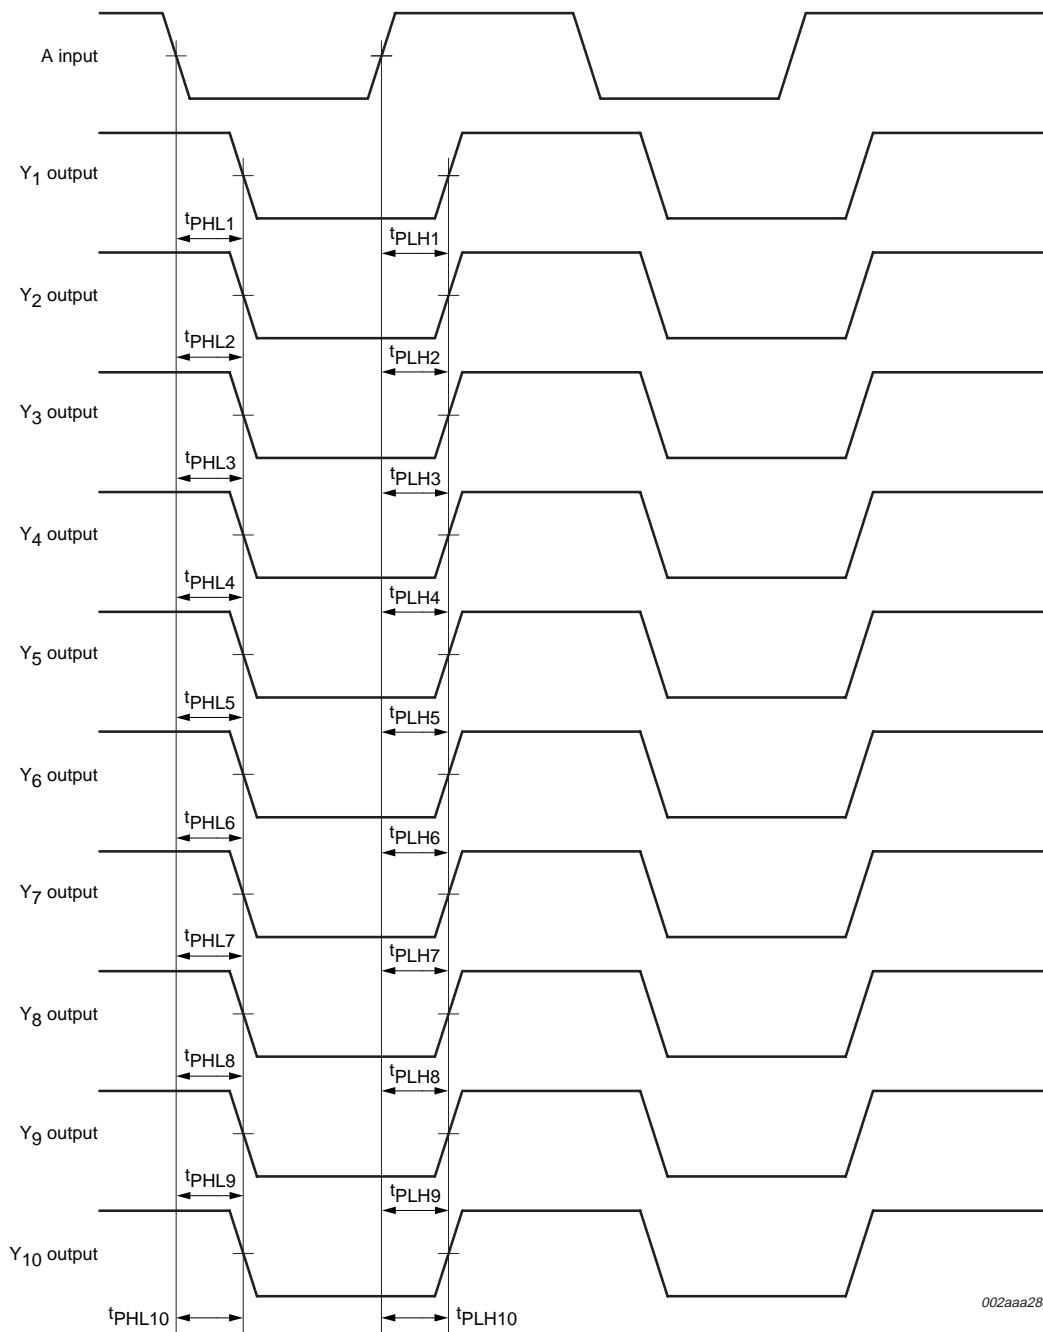 A input
Y1 output
tPHL1
tPLH1
Y2 output
tPHL2
tPLH2
Y3 output
tPHL3
tPLH3
Y4 output
tPHL4
tPLH4
Y5 output
tPHL5
tPLH5
Y6 output
tPHL6
tPLH6
Y7 output
tPHL7
tPLH7
Y8 output
tPHL8
tPLH8
Y9 output
tPHL9
tPLH9
Y10 output
tPHL10
tPLH10
002aaa28